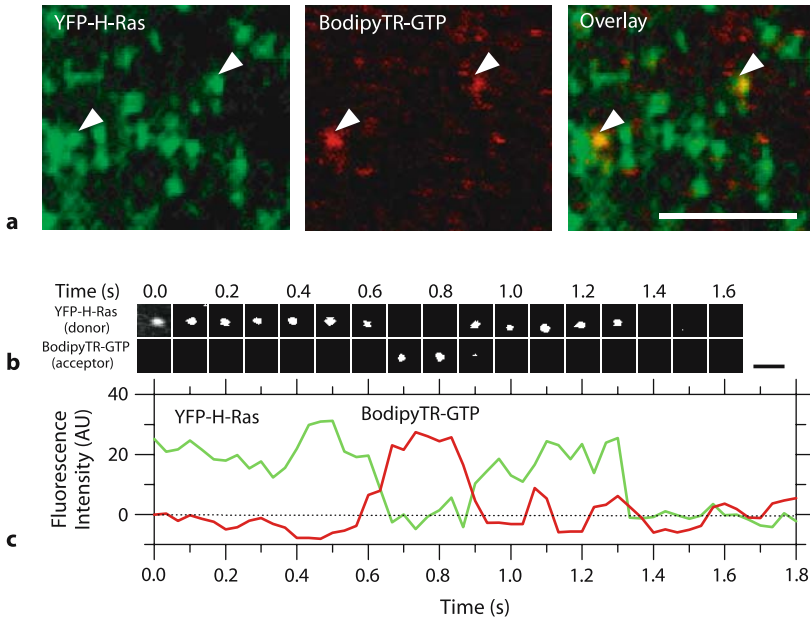 YFP-H-Ras BodipyTR-GTP Overlay
a
Time (s) 0.0 0.2 0.4 0.6 0.8 1.0 1.2 1.4 1.6
YFP-H-Ras
(donor)
BodipyTR-GTP
(acceptor)
b
40
YFP-H-Ras BodipyTR-GTP
20
0
Fluorescence
Intensity (AU)
c
0.0 0.2 0.4 0.6 0.8 1.0 1.2 1.4 1.6 1.8
Time (s)